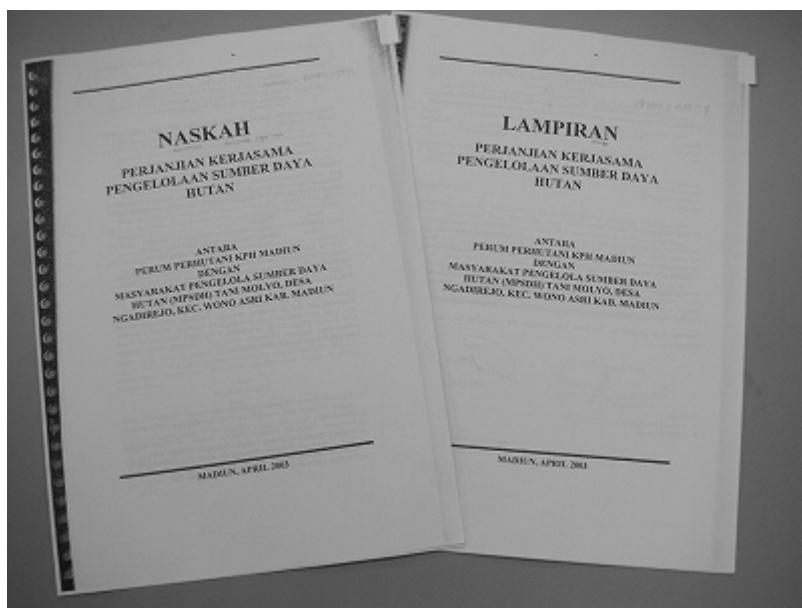 NASKAH
PERJANJIAN KERJASAMA
PENGELOLAAN SUMBER DAYA
HUTAN
ANTARA
PERUM PERHUTANI KPH MADIUN
DENGAN
MASYARAKAT PENGELOLA SUMBER DAYA
HUTAN (MPSDH) TANI MOLYO, DESA
NGADIREJO, KEC. WONO ASRI KAB. MADIUN
MADIUN, APRIL 2003
LAMPIRAN
PERJANJIAN KERJASAMA
PENGELOLAAN SUMBER DAYA
HUTAN
ANTARA
PERUM PERHUTANI KPH MADIUN
DENGAN
MASYARAKAT PENGELOLA SUMBER DAYA
HUTAN (MPSDH) TANI MOLYO, DESA
NGADIREJO, KEC. WONO ASRI KAB. MADIUN
MADIUN, APRIL 2003